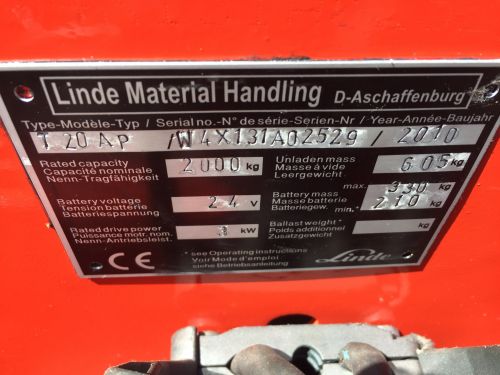 Linde Material Handling D-Aschaffenburg
Type-Modèle-Typ / Serial no.-N° de série-Serien-Nr / Year-Année-Baujahr
T 20 AP /W4X131A02529 / 2010
Rated capacity
Capacité nominale
Nenn-Tragfähigkeit
2000 kg
Unladen mass
Masse à vide
Leergewicht
605 kg
Battery voltage
Tension batterie
Batteriespannung
24 V
Battery mass max.
Masse batterie
Batteriegew. min.
330 kg
210 kg
Rated drive power
Puissance mot. nom.
Nenn-Antriebsleist.
kW
Ballast weight*
Poids additionnel
Zusatzgewicht
kg
CE
* see Operating instructions
Voir Mode d'emploi
siehe Betriebsanleitung
Linde